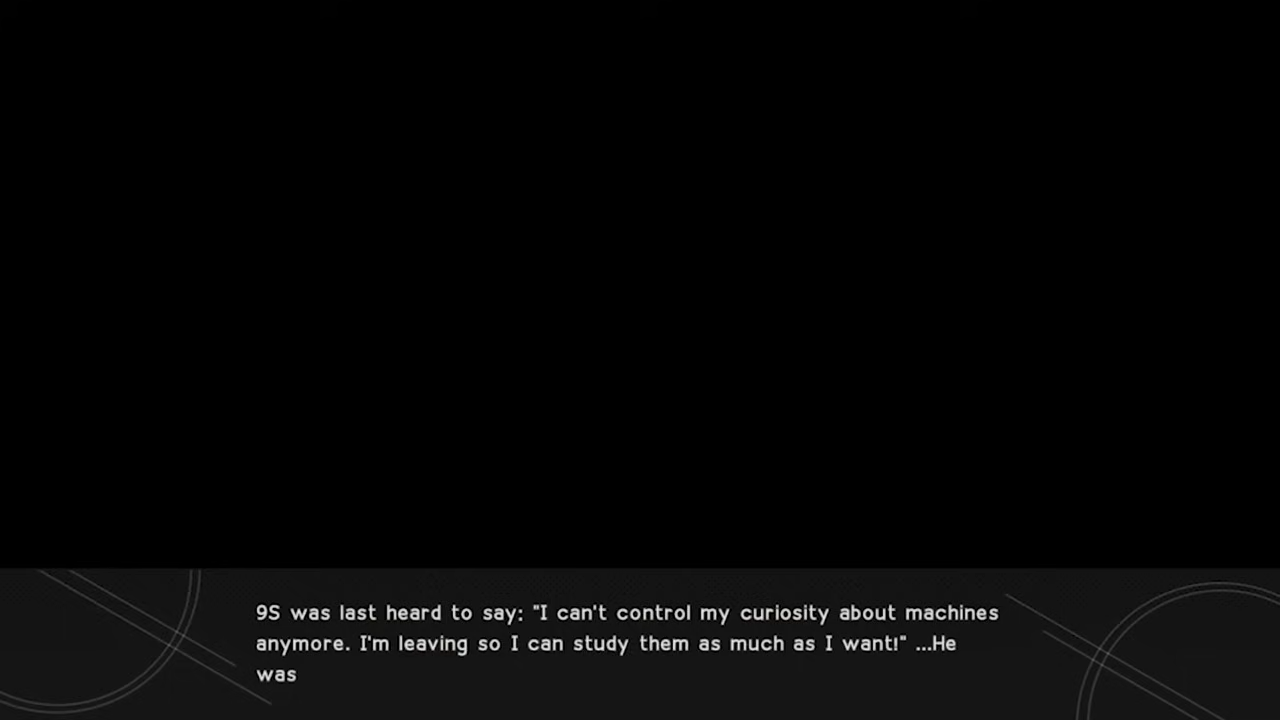 9S was last heard to say: "I can't control my curiosity about machines
anymore. I'm leaving so I can study them as much as I want!" ...He
was